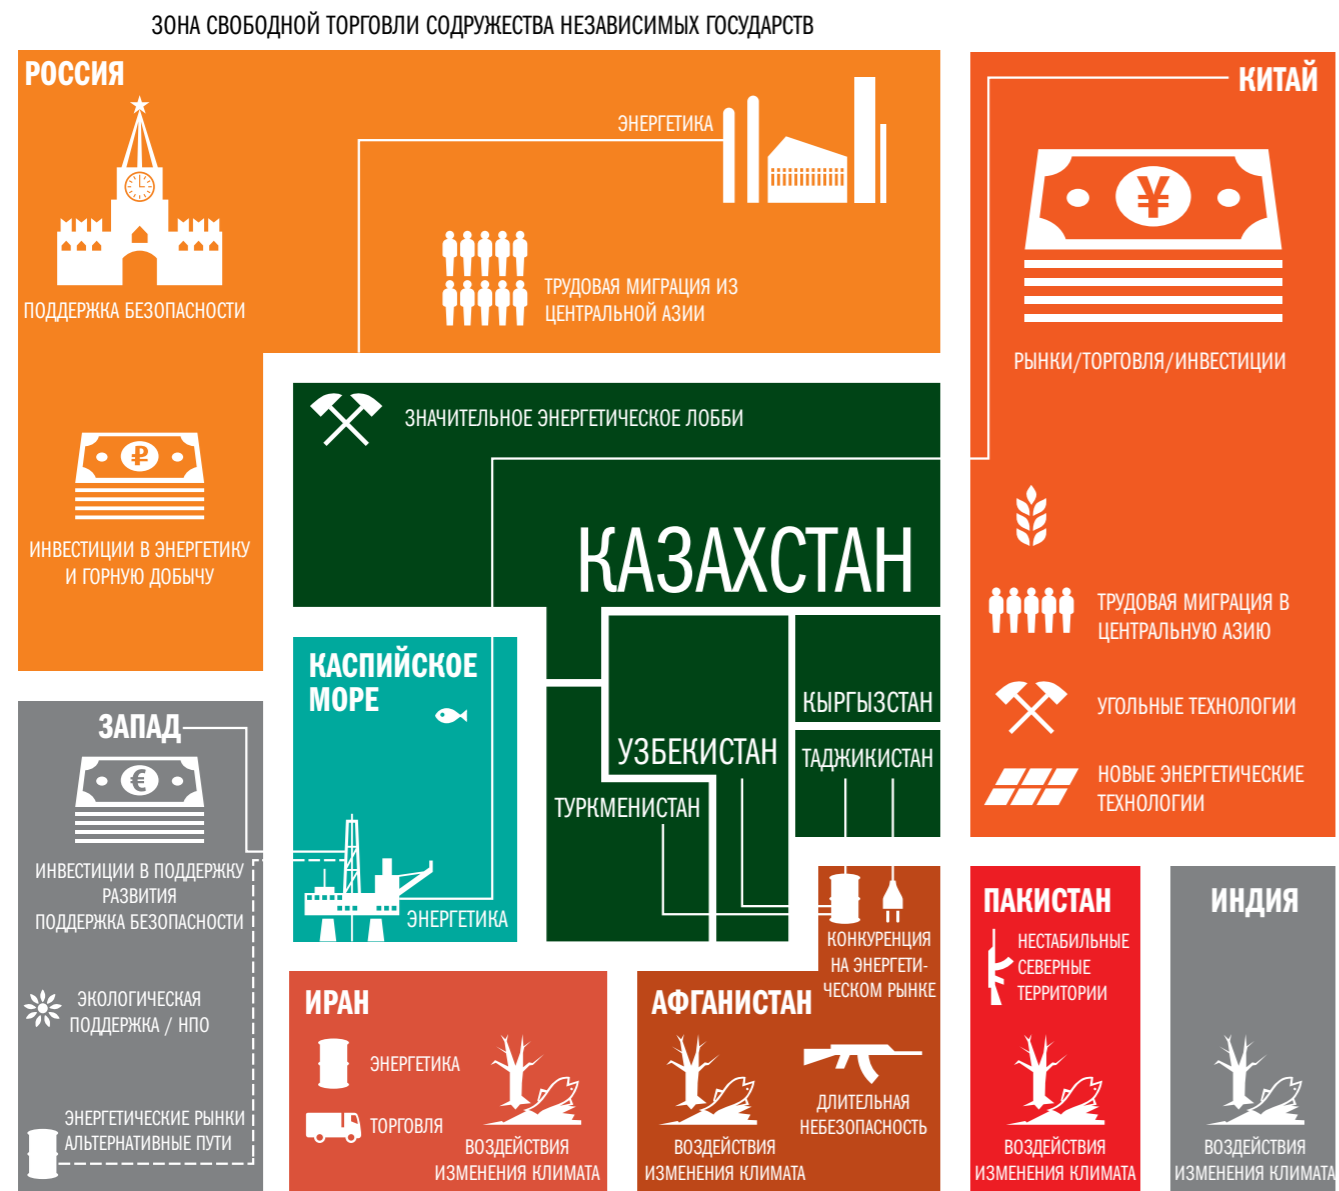 ЗОНА СВОБОДНОЙ ТОРГОВЛИ СОДРУЖЕСТВА НЕЗАВИСИМЫХ ГОСУДАРСТВ
РОССИЯ
ЭНЕРГЕТИКА
ПОДДЕРЖКА БЕЗОПАСНОСТИ
ТРУДОВАЯ МИГРАЦИЯ ИЗ
ЦЕНТРАЛЬНОЙ АЗИИ
₽
ИНВЕСТИЦИИ В ЭНЕРГЕТИКУ
И ГОРНУЮ ДОБЫЧУ
КИТАЙ
¥
РЫНКИ/ТОРГОВЛЯ/ИНВЕСТИЦИИ
ТРУДОВАЯ МИГРАЦИЯ В
ЦЕНТРАЛЬНУЮ АЗИЮ
УГОЛЬНЫЕ ТЕХНОЛОГИИ
НОВЫЕ ЭНЕРГЕТИЧЕСКИЕ
ТЕХНОЛОГИИ
ЗНАЧИТЕЛЬНОЕ ЭНЕРГЕТИЧЕСКОЕ ЛОББИ
КАЗАХСТАН
КЫРГЫЗСТАН
УЗБЕКИСТАН
ТАДЖИКИСТАН
ТУРКМЕНИСТАН
КАСПИЙСКОЕ
МОРЕ
ЭНЕРГЕТИКА
ЗАПАД
€
ИНВЕСТИЦИИ В ПОДДЕРЖКУ
РАЗВИТИЯ
ПОДДЕРЖКА БЕЗОПАСНОСТИ
ЭКОЛОГИЧЕСКАЯ
ПОДДЕРЖКА / НПО
ЭНЕРГЕТИЧЕСКИЕ РЫНКИ
АЛЬТЕРНАТИВНЫЕ ПУТИ
ИРАН
ЭНЕРГЕТИКА
ТОРГОВЛЯ
ВОЗДЕЙСТВИЯ
ИЗМЕНЕНИЯ КЛИМАТА
КОНКУРЕНЦИЯ
НА ЭНЕРГЕТИ-
ЧЕСКОМ РЫНКЕ
АФГАНИСТАН
ДЛИТЕЛЬНАЯ
НЕБЕЗОПАСНОСТЬ
ВОЗДЕЙСТВИЯ
ИЗМЕНЕНИЯ КЛИМАТА
ПАКИСТАН
НЕСТАБИЛЬНЫЕ
СЕВЕРНЫЕ
ТЕРРИТОРИИ
ВОЗДЕЙСТВИЯ
ИЗМЕНЕНИЯ КЛИМАТА
ИНДИЯ
ВОЗДЕЙСТВИЯ
ИЗМЕНЕНИЯ КЛИМАТА